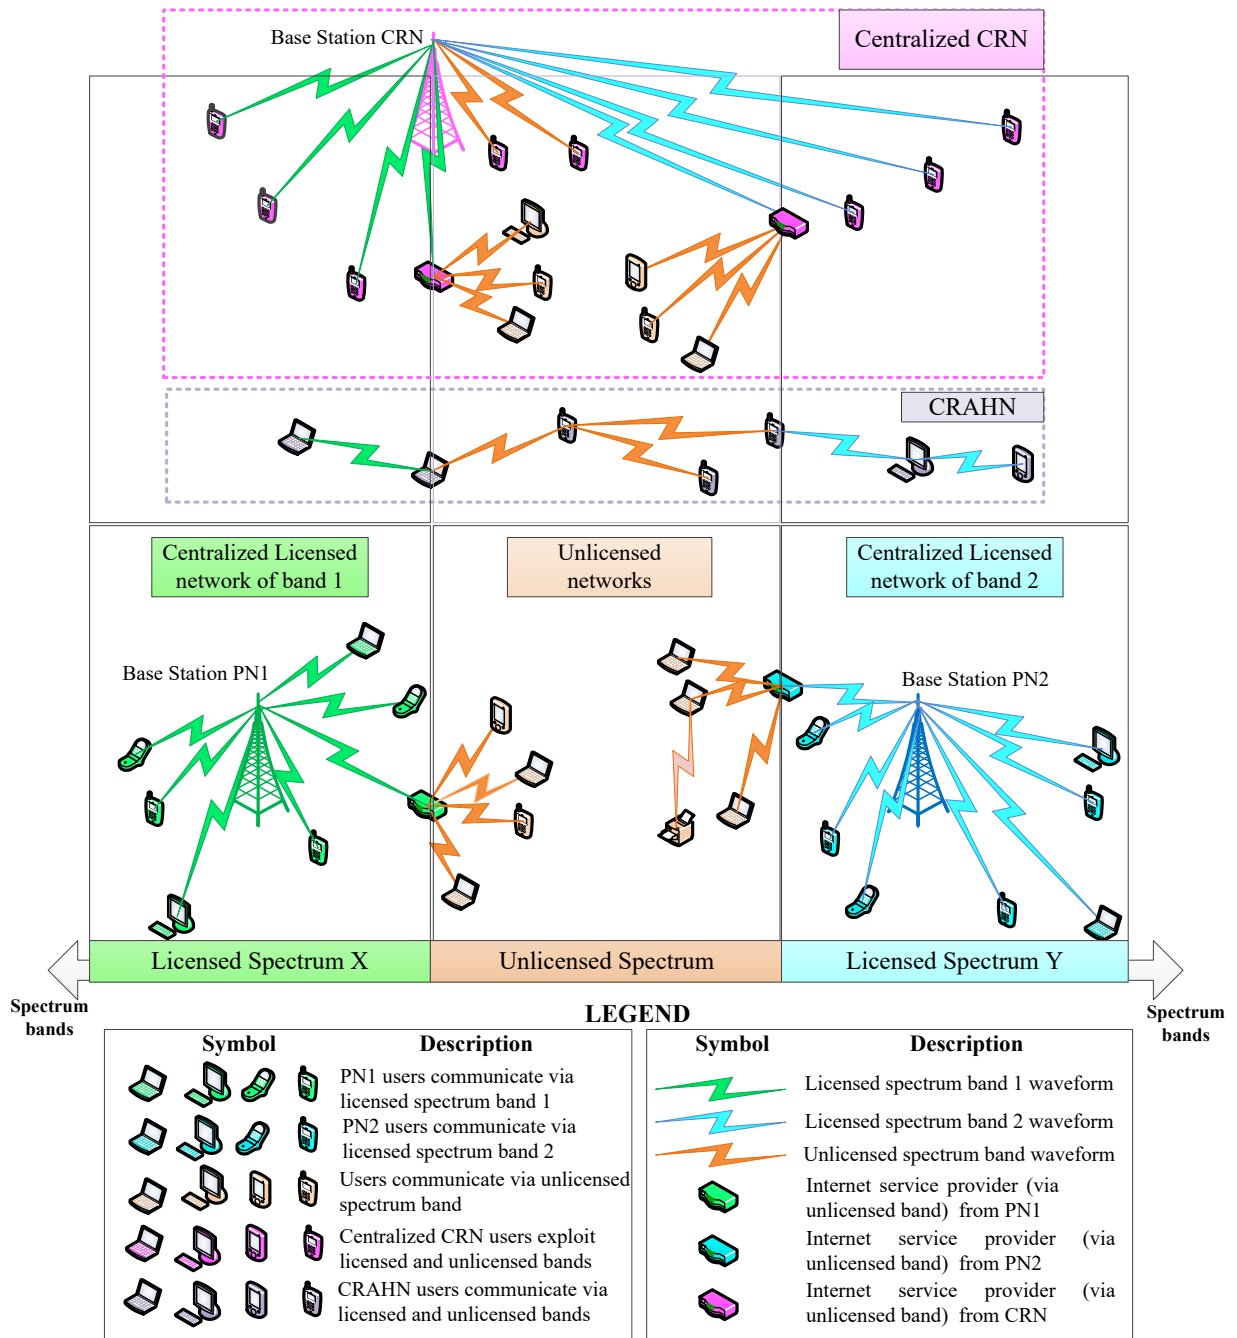 Base Station CRN
Centralized CRN
CRAHN
Centralized Licensed
network of band 1
Unlicensed
networks
Centralized Licensed
network of band 2
Base Station PN1
Base Station PN2
Licensed Spectrum X
Unlicensed Spectrum
Licensed Spectrum Y
Spectrum
bands
Spectrum
bands
LEGEND
Symbol
Description
PN1 users communicate via
licensed spectrum band 1
PN2 users communicate via
licensed spectrum band 2
Users communicate via unlicensed
spectrum band
Centralized CRN users exploit
licensed and unlicensed bands
CRAHN users communicate via
licensed and unlicensed bands
Symbol
Description
Licensed spectrum band 1 waveform
Licensed spectrum band 2 waveform
Unlicensed spectrum band waveform
Internet service provider (via
unlicensed band) from PN1
Internet service provider (via
unlicensed band) from PN2
Internet service provider (via
unlicensed band) from CRN